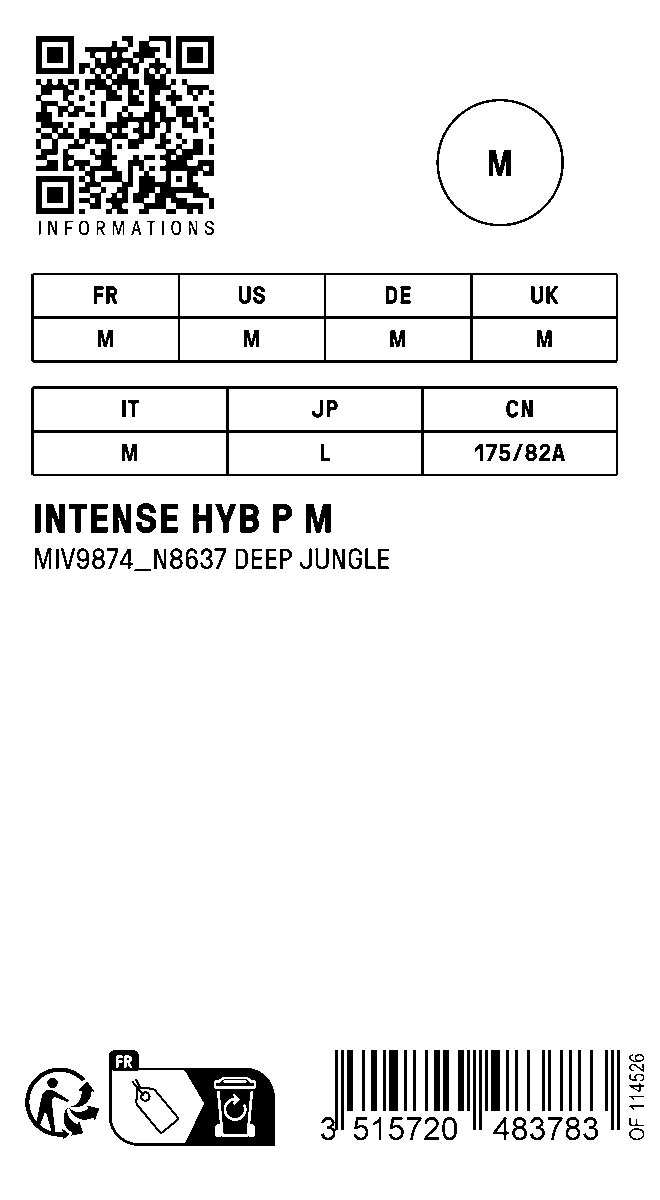 INFORMATIONS
M
FR US DE UK
M M M M
IT JP CN
M L 175/82A
INTENSE HYB P M
MIV9874_N8637 DEEP JUNGLE
FR
3 515720 483783
OF 114526